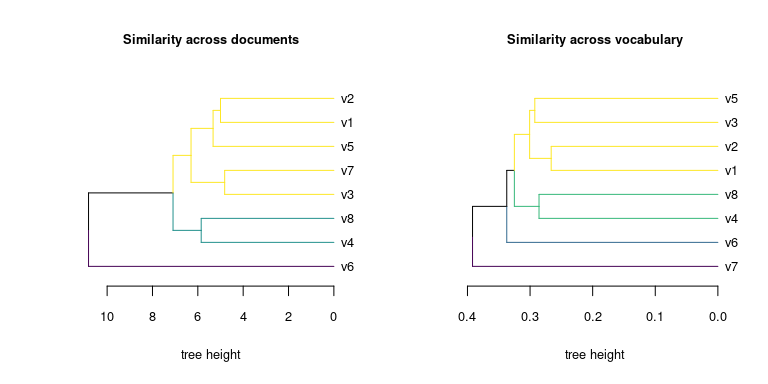 Similarity across documents
v2
v1
v5
v7
v3
v8
v4
v6
10 8 6 4 2 0
tree height
Similarity across vocabulary
v5
v3
v2
v1
v8
v4
v6
v7
0.4 0.3 0.2 0.1 0.0
tree height